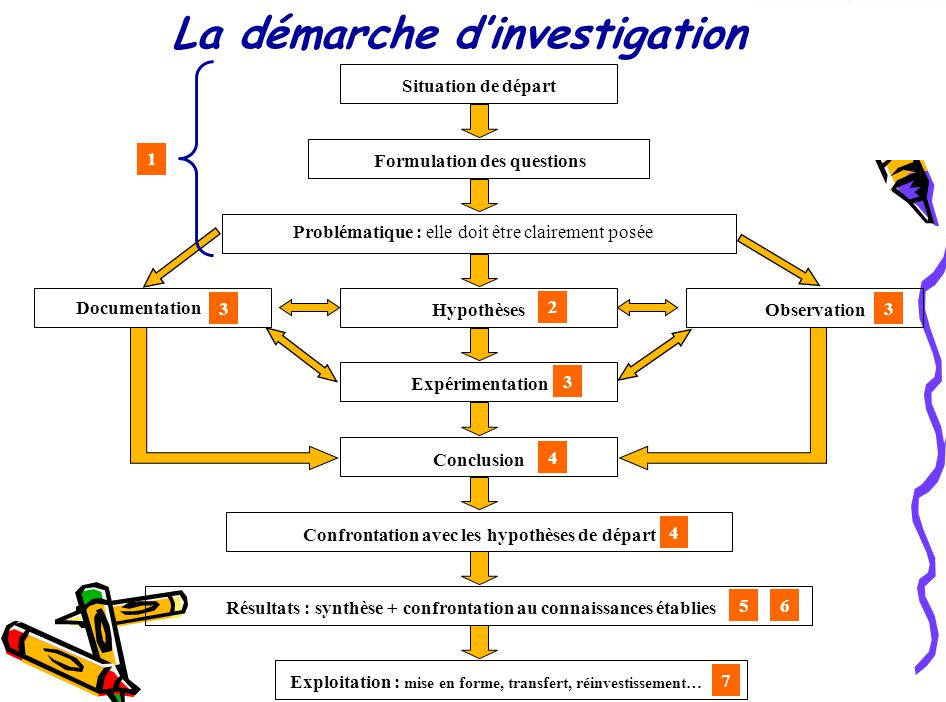 La démarche d'investigation
Situation de départ
1
Formulation des questions
Problématique : elle doit être clairement posée
Documentation 3
Hypothèses 2
Observation 3
Expérimentation 3
Conclusion 4
Confrontation avec les hypothèses de départ 4
Résultats : synthèse + confrontation au connaissances établies 5 6
Exploitation : mise en forme, transfert, réinvestissement… 7